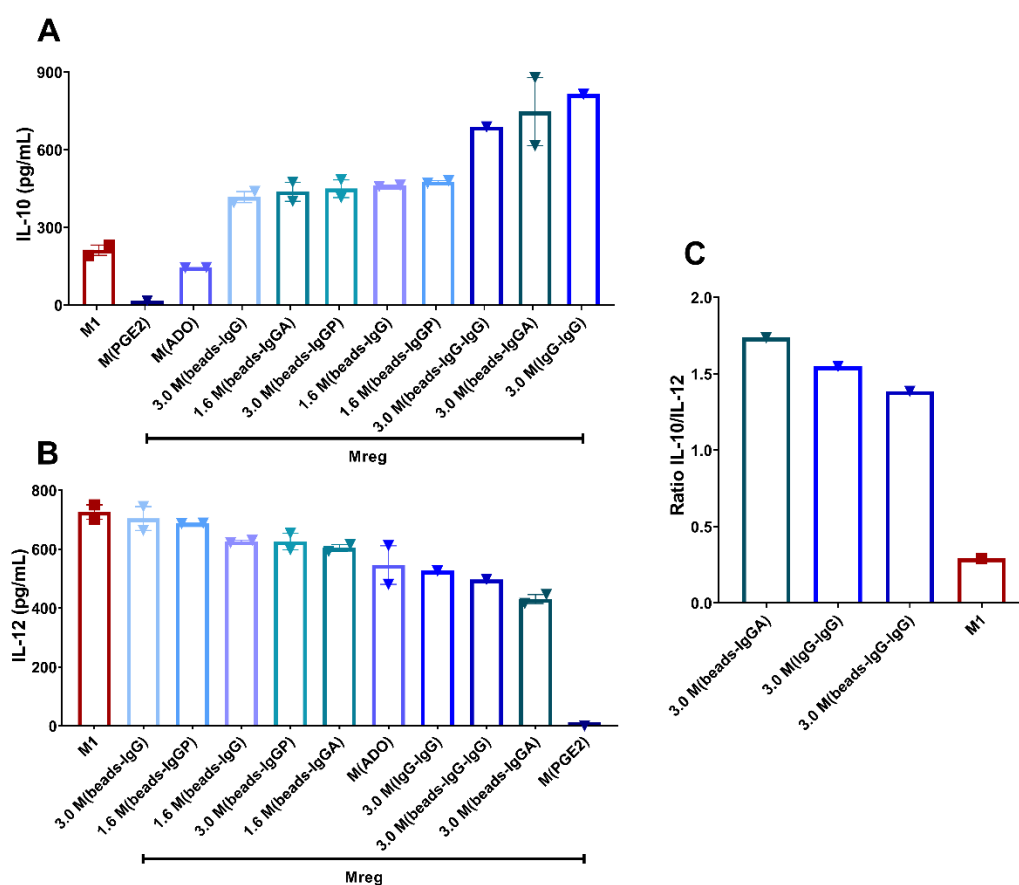 A
IL-10 (pg/mL)
900
600
300
0
M1
M(PGE2)
M(ADO)
3.0 M(beads-IgG)
1.6 M(beads-IgGA)
3.0 M(beads-IgGP)
1.6 M(beads-IgG)
1.6 M(beads-IgGP)
3.0 M(beads-IgG-IgG)
3.0 M(beads-IgGA)
3.0 M(IgG-IgG)
Mreg
B
IL-12 (pg/mL)
800
600
400
200
0
M1
3.0 M(beads-IgG)
1.6 M(beads-IgGP)
1.6 M(beads-IgG)
3.0 M(beads-IgGP)
1.6 M(beads-IgGA)
M(ADO)
3.0 M(IgG-IgG)
3.0 M(beads-IgG-IgG)
3.0 M(beads-IgGA)
M(PGE2)
Mreg
C
Ratio IL-10/IL-12
2.0
1.5
1.0
0.5
0.0
3.0 M(beads-IgGA)
3.0 M(IgG-IgG)
3.0 M(beads-IgG-IgG)
M1